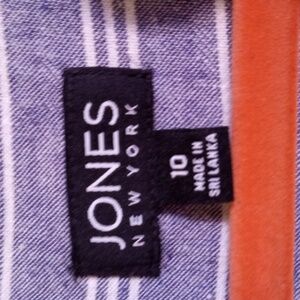 JONES
NEW YORK
10
MADE IN
SRI LANKA